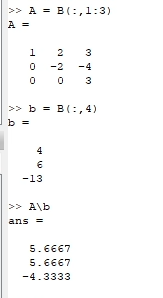 >> A = B(:,1:3)
A =
1 2 3
0 -2 -4
0 0 3
>> b = B(:,4)
b =
4
6
-13
>> A\b
ans =
5.6667
5.6667
-4.3333